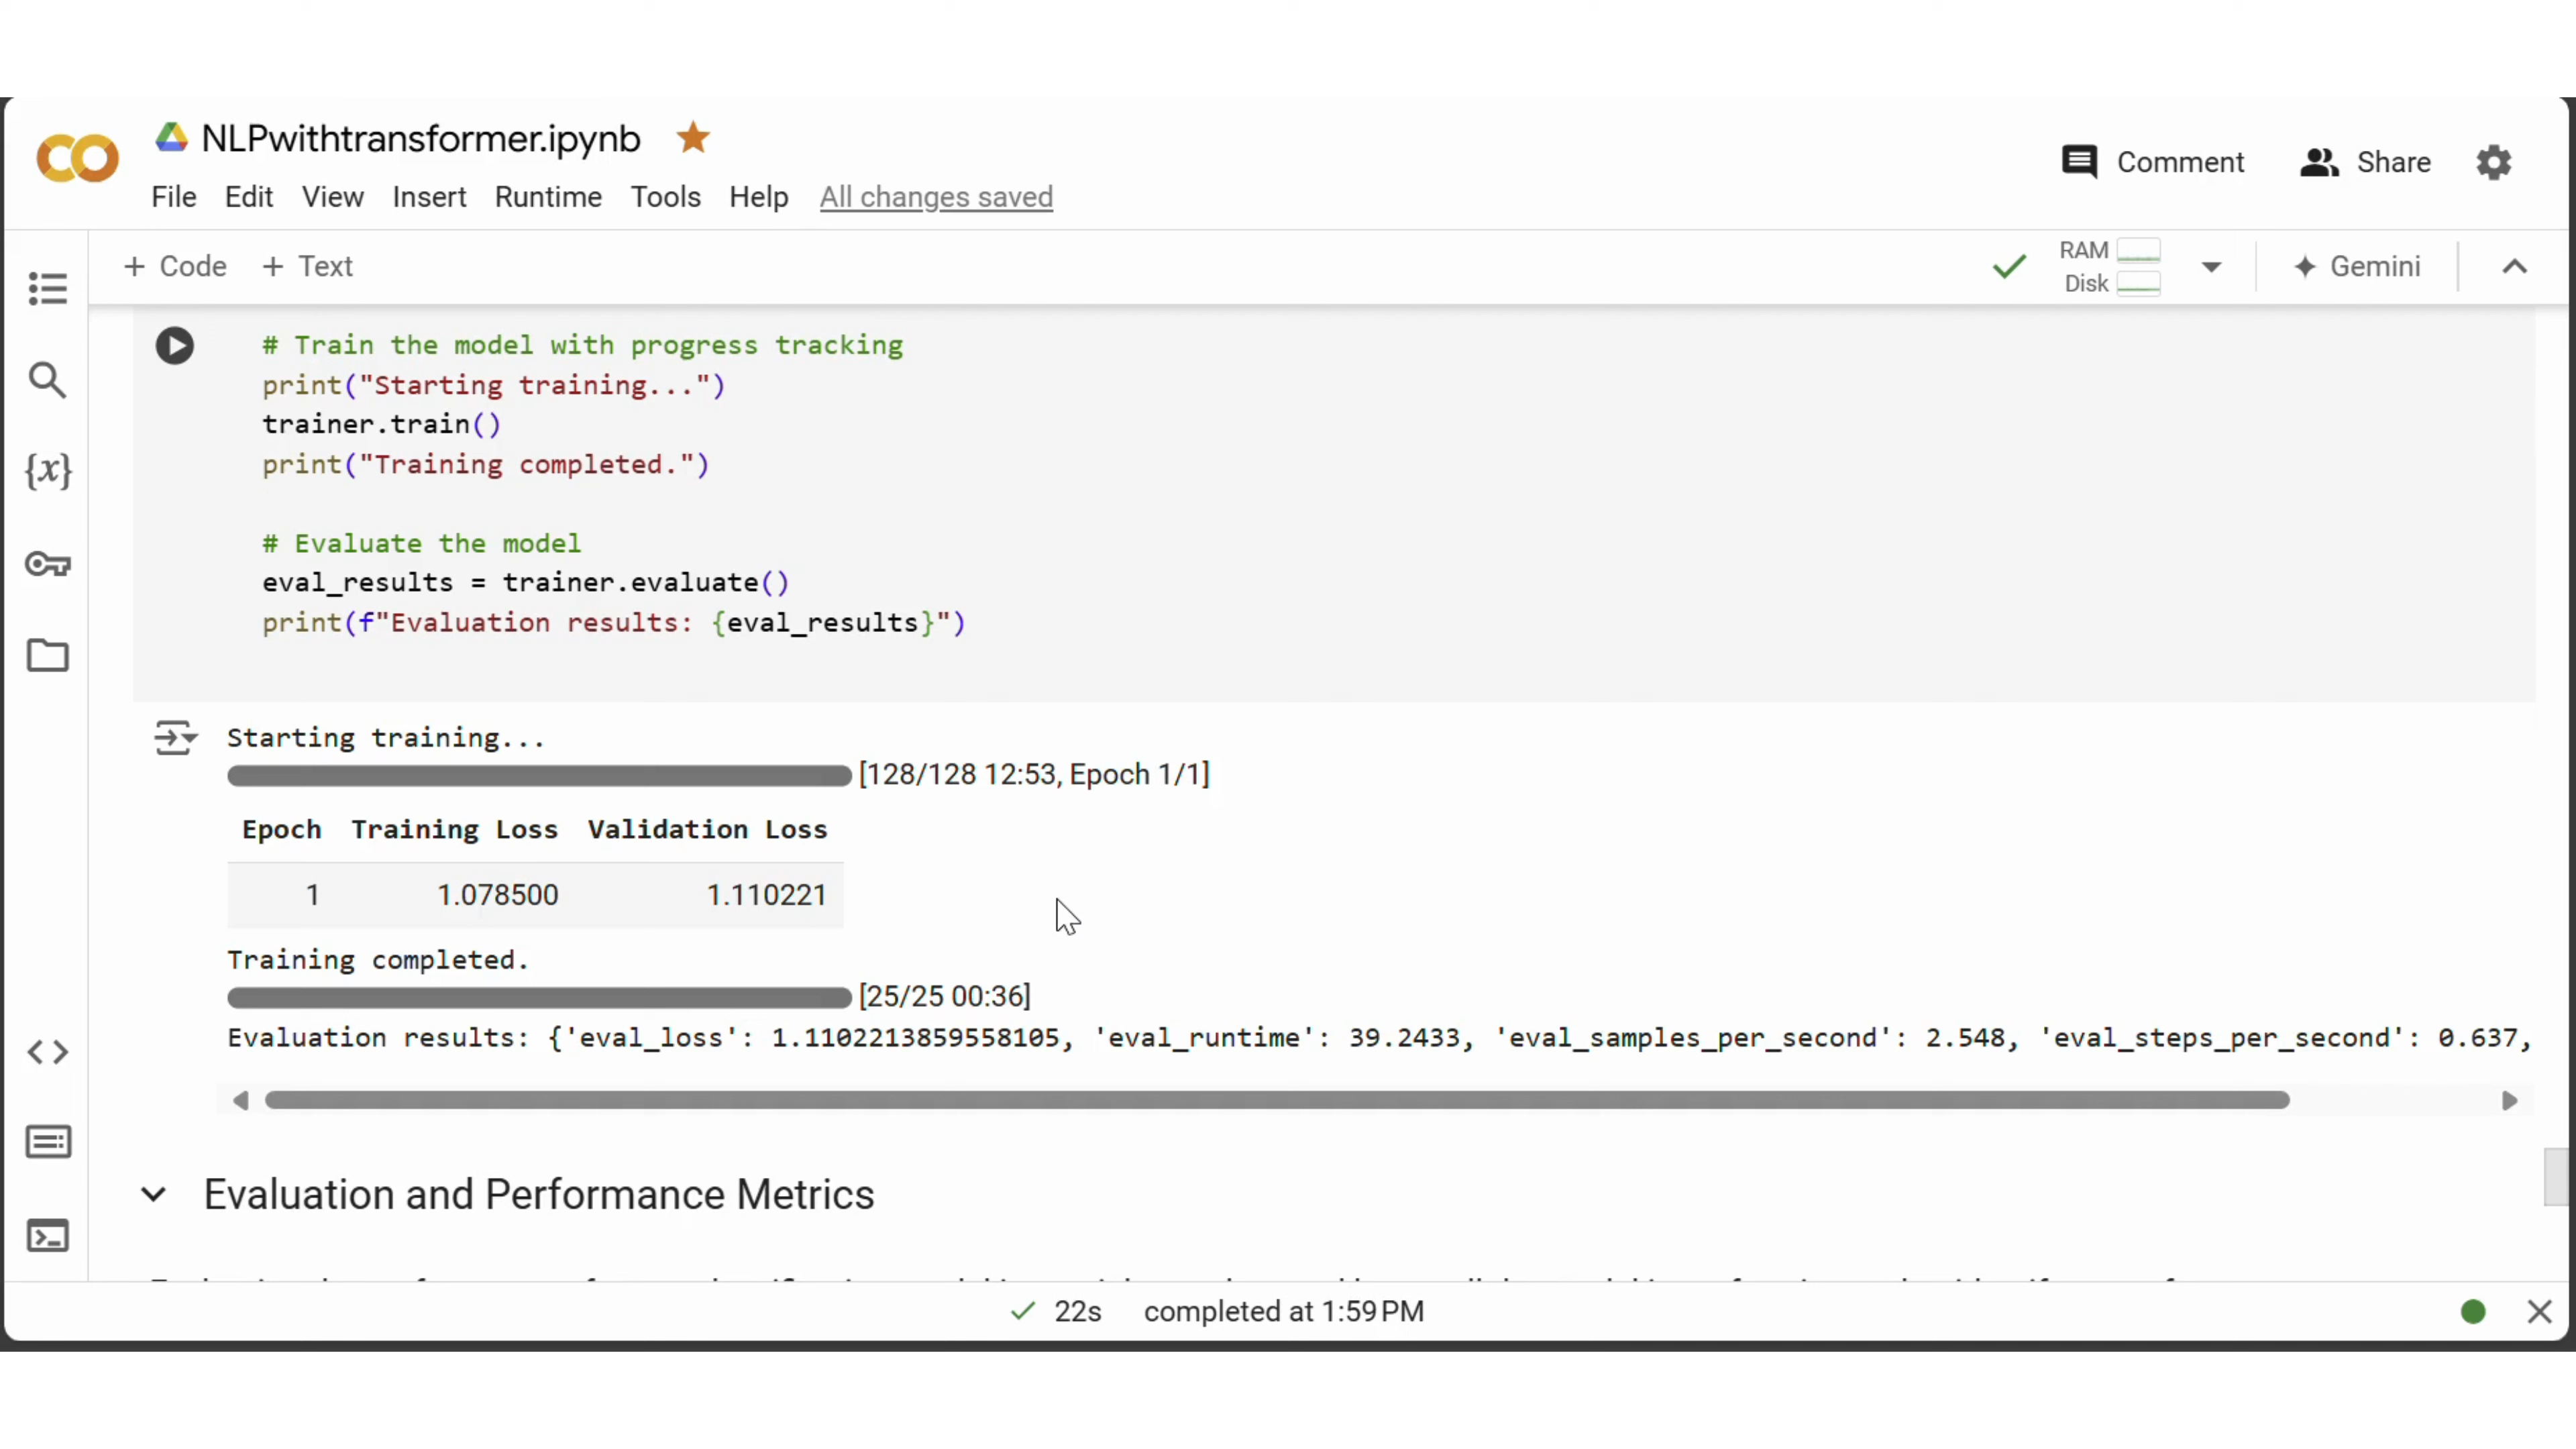 NLPwithtransformer.ipynb
File Edit View Insert Runtime Tools Help All changes saved
Comment Share
+ Code + Text
RAM
Disk
Gemini
# Train the model with progress tracking
print("Starting training...")
trainer.train()
print("Training completed.")
# Evaluate the model
eval_results = trainer.evaluate()
print(f"Evaluation results: {eval_results}")
{x}
Starting training...
[128/128 12:53, Epoch 1/1]
Epoch Training Loss Validation Loss
1 1.078500 1.110221
Training completed.
[25/25 00:36]
Evaluation results: {'eval_loss': 1.1102213859558105, 'eval_runtime': 39.2433, 'eval_samples_per_second': 2.548, 'eval_steps_per_second': 0.637,
Evaluation and Performance Metrics
22s completed at 1:59 PM